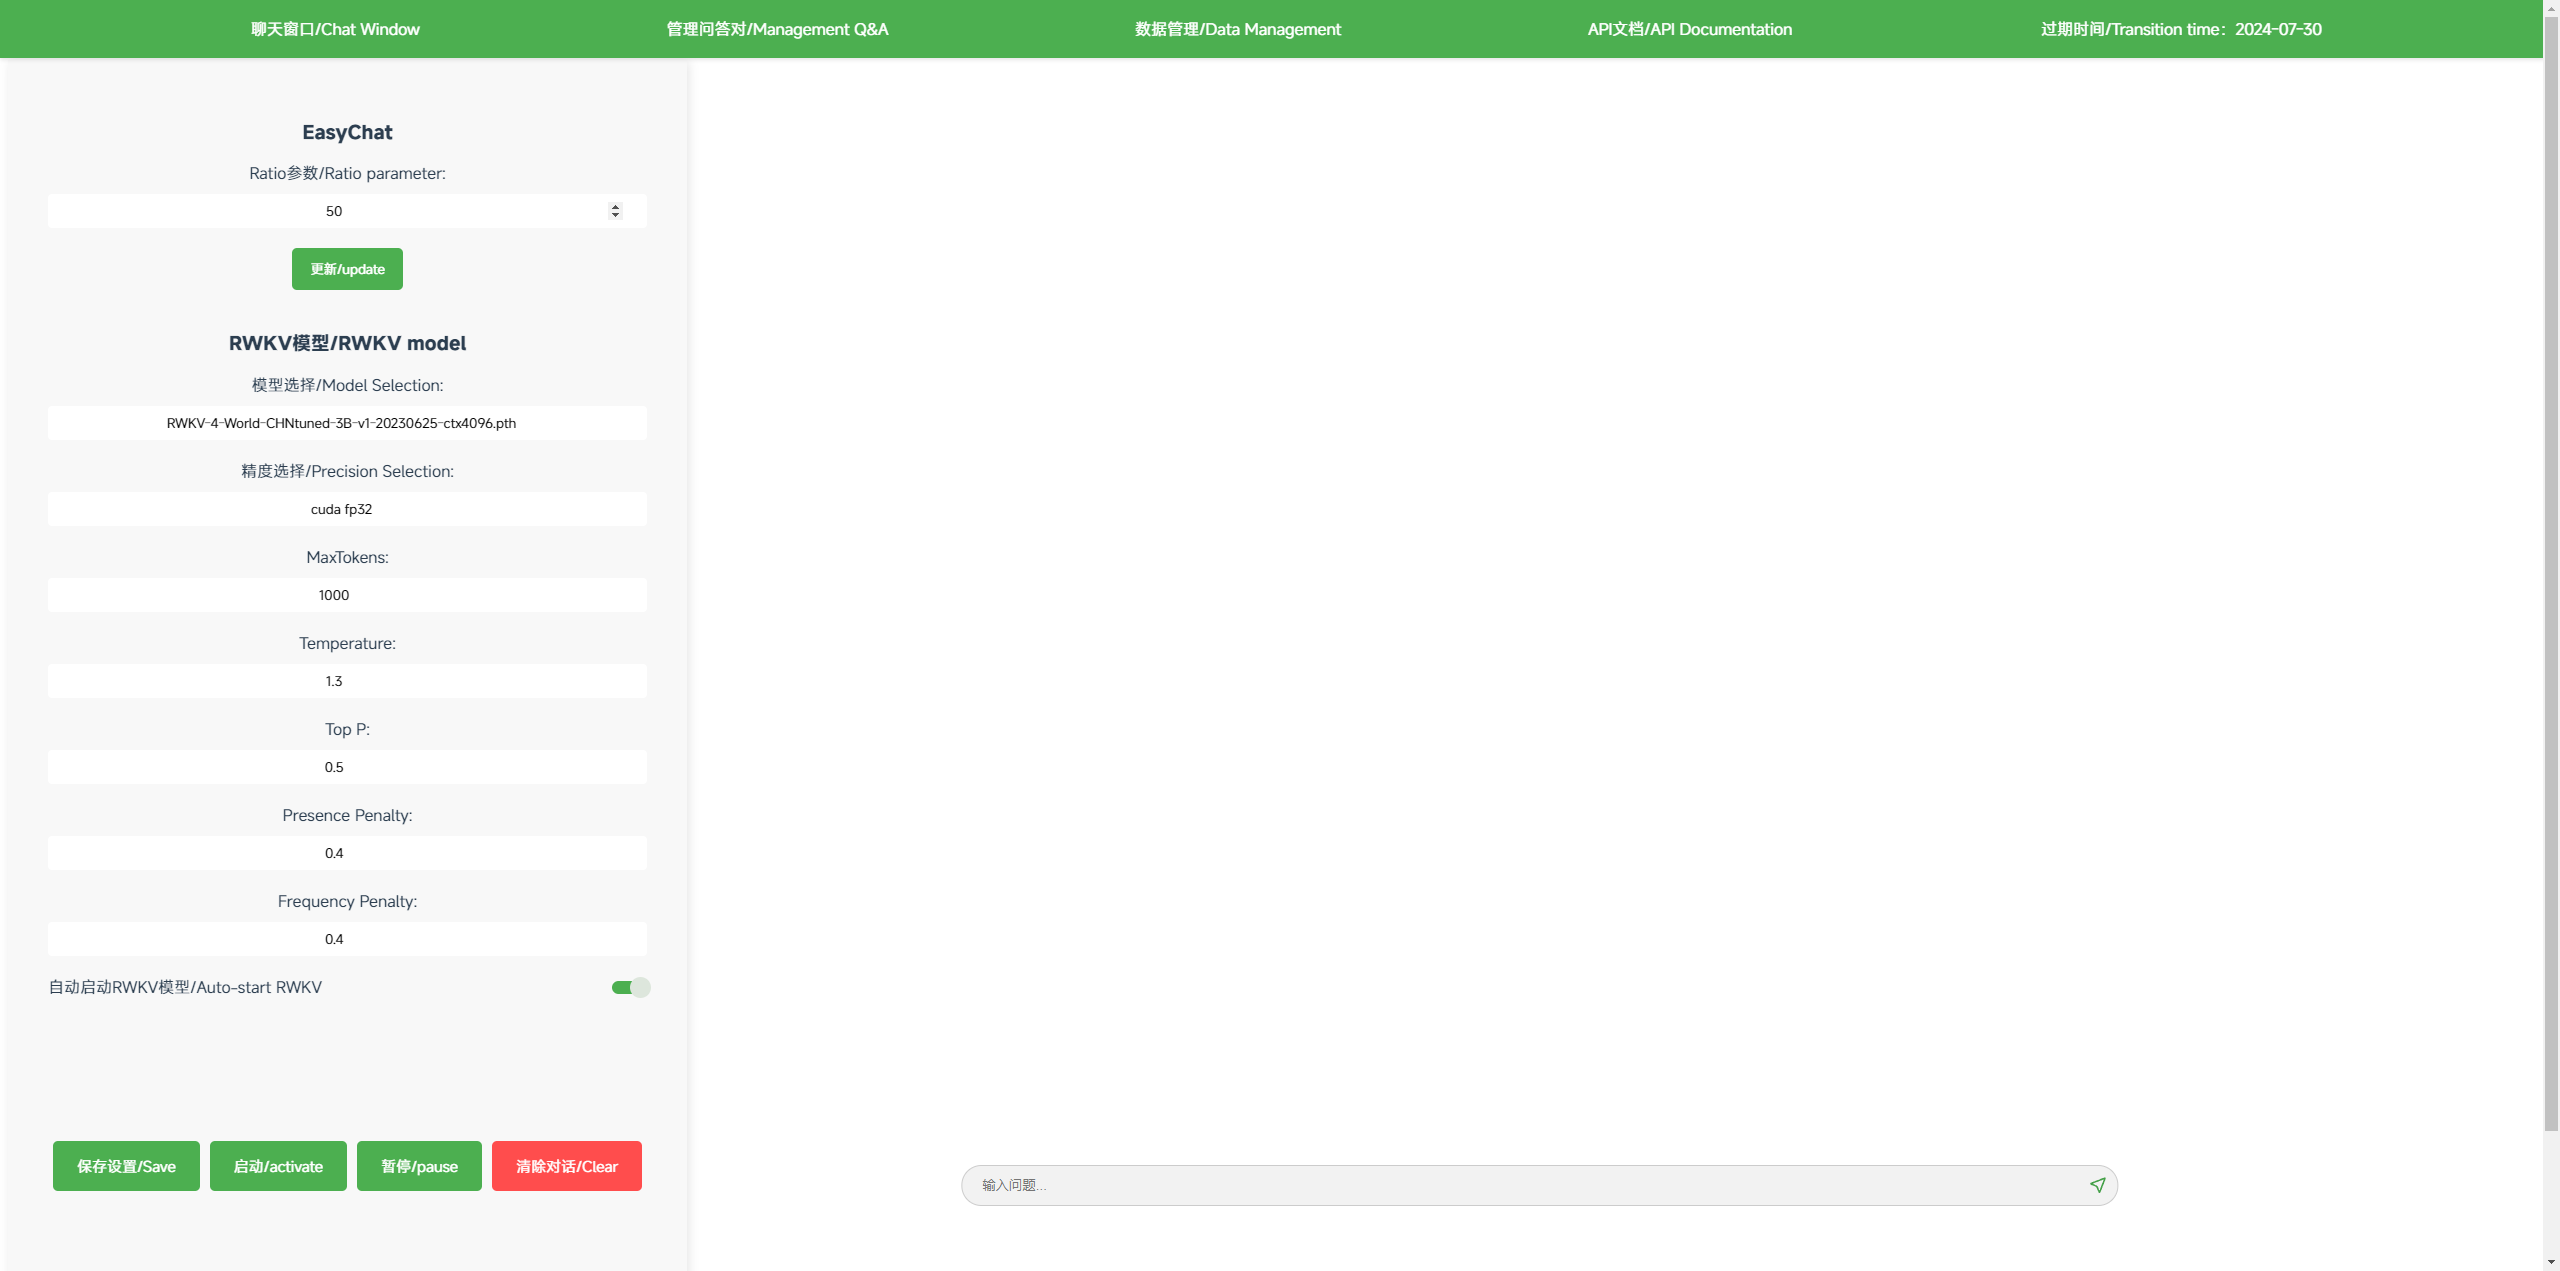 聊天窗口/Chat Window
管理问答对/Management Q&A
数据管理/Data Management
API文档/API Documentation
过期时间/Transition time：2024-07-30
EasyChat
Ratio参数/Ratio parameter:
50
更新/update
RWKV模型/RWKV model
模型选择/Model Selection:
RWKV-4-World-CHNtuned-3B-v1-20230625-ctx4096.pth
精度选择/Precision Selection:
cuda fp32
MaxTokens:
1000
Temperature:
1.3
Top P:
0.5
Presence Penalty:
0.4
Frequency Penalty:
0.4
自动启动RWKV模型/Auto-start RWKV
保存设置/Save
启动/activate
暂停/pause
清除对话/Clear
输入问题...